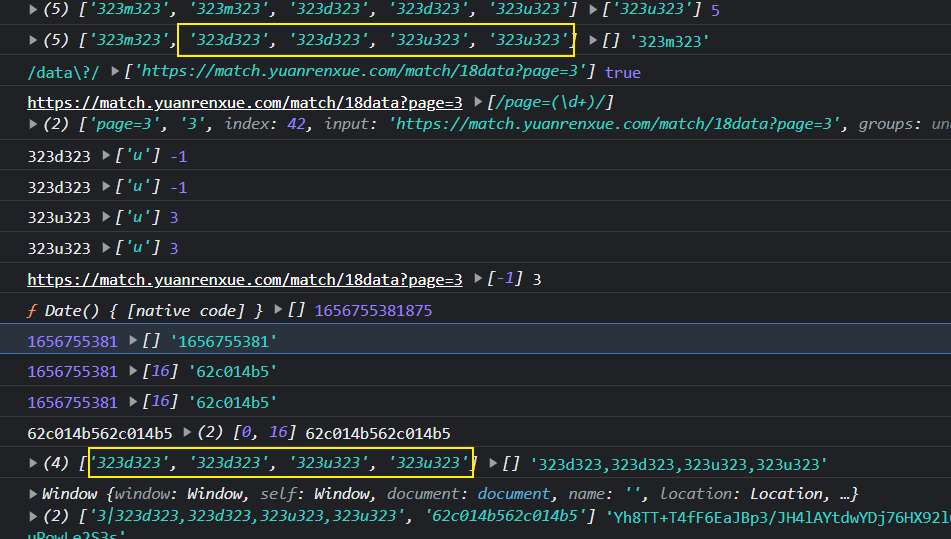 (5) ['323m323', '323m323', '323d323', '323d323', '323u323'] ['323u323'] 5
(5) ['323m323', '323d323', '323d323', '323u323', '323u323'] [] '323m323'
/data\?/ ['https://match.yuanrenxue.com/match/18data?page=3'] true
https://match.yuanrenxue.com/match/18data?page=3 [/page=(\d+)/]
(2) ['page=3', '3', index: 42, input: 'https://match.yuanrenxue.com/match/18data?page=3', groups: un
323d323 ['u'] -1
323d323 ['u'] -1
323u323 ['u'] 3
323u323 ['u'] 3
https://match.yuanrenxue.com/match/18data?page=3 [-1] 3
ƒ Date() { [native code] } [] 1656755381875
1656755381 [] '1656755381'
1656755381 [16] '62c014b5'
1656755381 [16] '62c014b5'
62c014b562c014b5 (2) [0, 16] 62c014b562c014b5
(4) ['323d323', '323d323', '323u323', '323u323'] [] '323d323,323d323,323u323,323u323'
Window {window: Window, self: Window, document: document, name: '', location: Location, …}
(2) ['3|323d323,323d323,323u323,323u323', '62c014b562c014b5'] 'Yh8TT+T4fF6EaJBp3/JH4lAYtdwYDj76HX92l